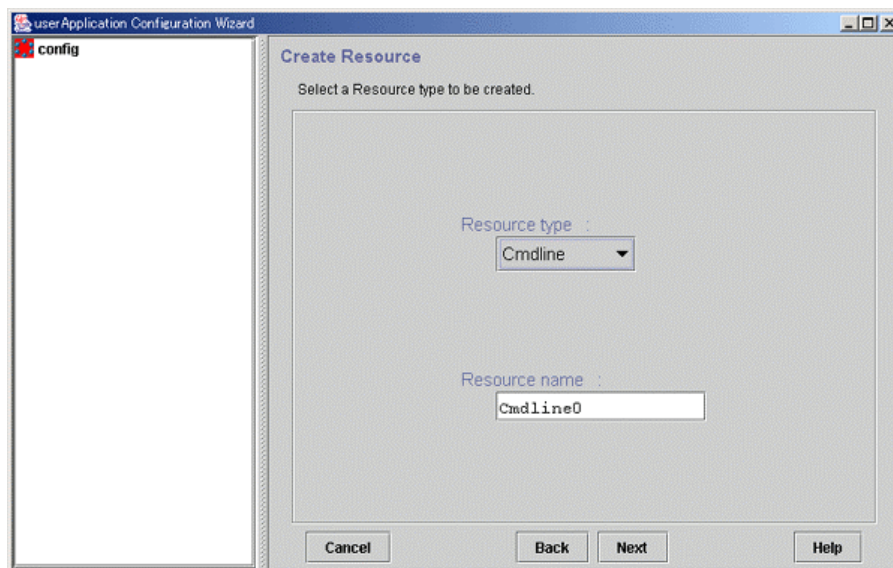 userApplication Configuration Wizard
config
Create Resource
Select a Resource type to be created.
Resource type :
Cmdline
Resource name :
Cmdline0
Cancel Back Next Help